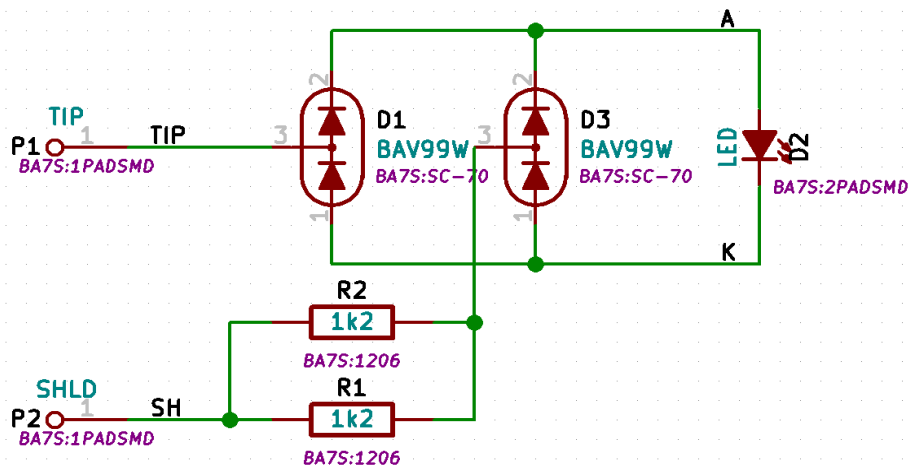 A
TIP
P1
1
TIP
BA7S:1PADSMD
2
3
D1
BAV99W
BA7S:SC-70
1
2
3
D3
BAV99W
BA7S:SC-70
1
LED
D2
BA7S:2PADSMD
K
R2
1k2
BA7S:1206
SHLD
P2
1
SH
BA7S:1PADSMD
R1
1k2
BA7S:1206